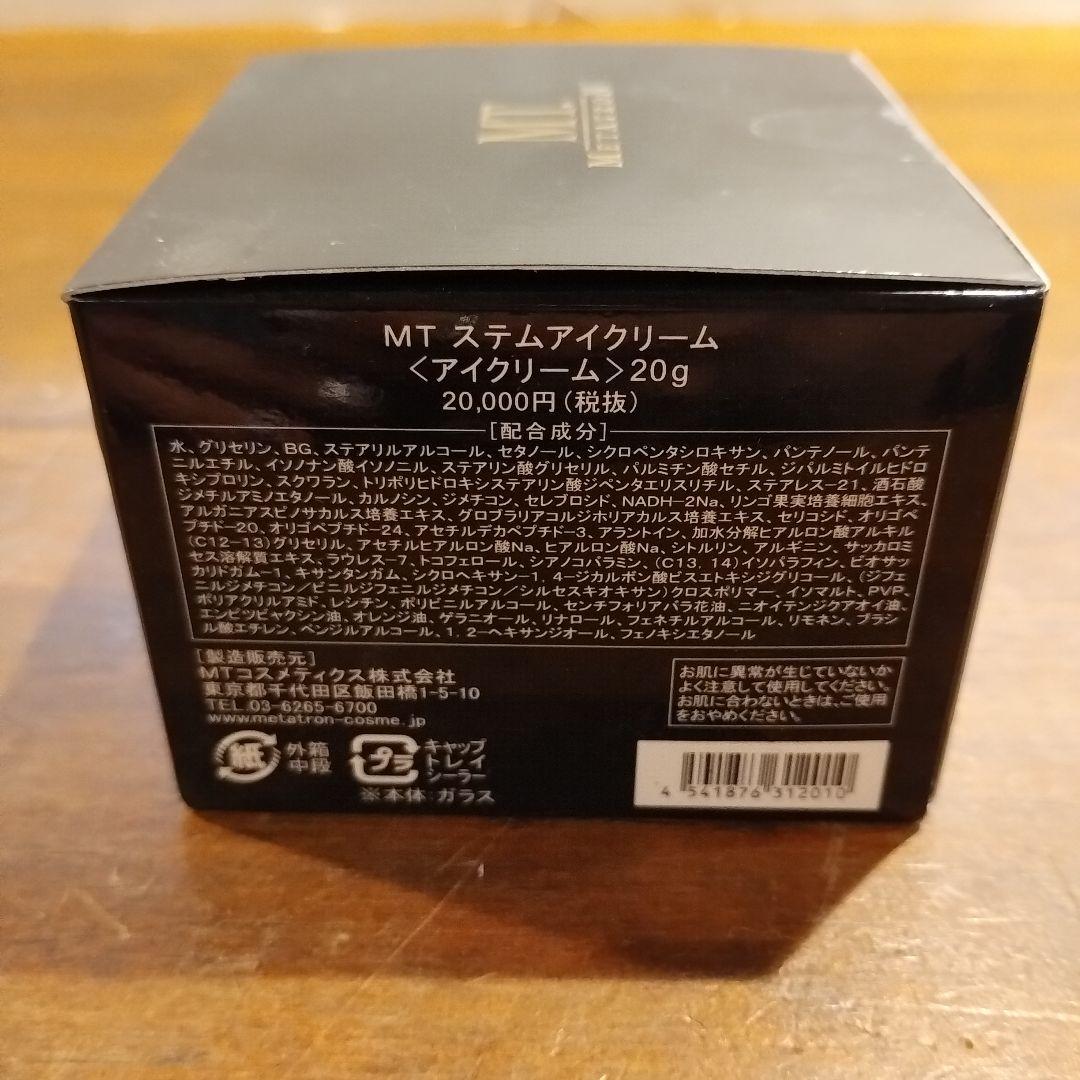 MT
METATRON
MT ステムアイクリーム
<アイクリーム>20g
20,000円(税抜)
[配合成分]
水、グリセリン、BG、ステアリルアルコール、セタノール、シクロペンタシロキサン、パンテノール、パンテ
ニルエチル、イソノナン酸イソノニル、ステアリン酸グリセリル、パルミチン酸セチル、ジパルミトイルヒドロ
キシプロリン、スクワラン、トリポリヒドロキシステアリン酸ジペンタエリスリチル、ステアレス-21、酒石酸
ジメチルアミノエタノール、カルノシン、ジメチコン、セレブロシド、NADH-2Na、リンゴ果実培養細胞エキス、
アルガニアスピノサカルス培養エキス、グロブラリアコルジホリアカルス培養エキス、セリコシド、オリゴペ
プチド-20、オリゴペプチド-24、アセチルデカペプチド-3、アラントイン、加水分解ヒアルロン酸アルキル
(C12-13)グリセリル、アセチルヒアルロン酸Na、ヒアルロン酸Na、シトルリン、アルギニン、サッカロミ
セス溶解質エキス、ラウレス-7、トコフェロール、シアノコバラミン、(C13, 14)イソパラフィン、ビオサッ
カリドガム-1、キサンタンガム、シクロヘキサン-1, 4-ジカルボン酸ビスエトキシジグリコール、(ジフェ
ニルジメチコン/ビニルジフェニルジメチコン/シルセスキオキサン)クロスポリマー、イソマルト、PVP、
ポリアクリルアミド、レシチン、ポリビニルアルコール、センチフォリアバラ花油、ニオイテンジクアオイ油、
エンピツビャクシン油、オレンジ油、ゲラニオール、リナロール、フェネチルアルコール、リモネン、ブラシ
ル酸エチレン、ベンジルアルコール、1, 2-ヘキサンジオール、フェノキシエタノール
[製造販売元]
MTコスメティクス株式会社
東京都千代田区飯田橋1-5-10
TEL.03-6265-6700
www.metatron-cosme.jp
お肌に異常が生じていないか
よく注意して使用してください。
お肌に合わないときは、ご使用
をおやめください。
紙 外箱
中段
プラ キャップ
トレイ
シーラー
※本体:ガラス
4 541876 312010